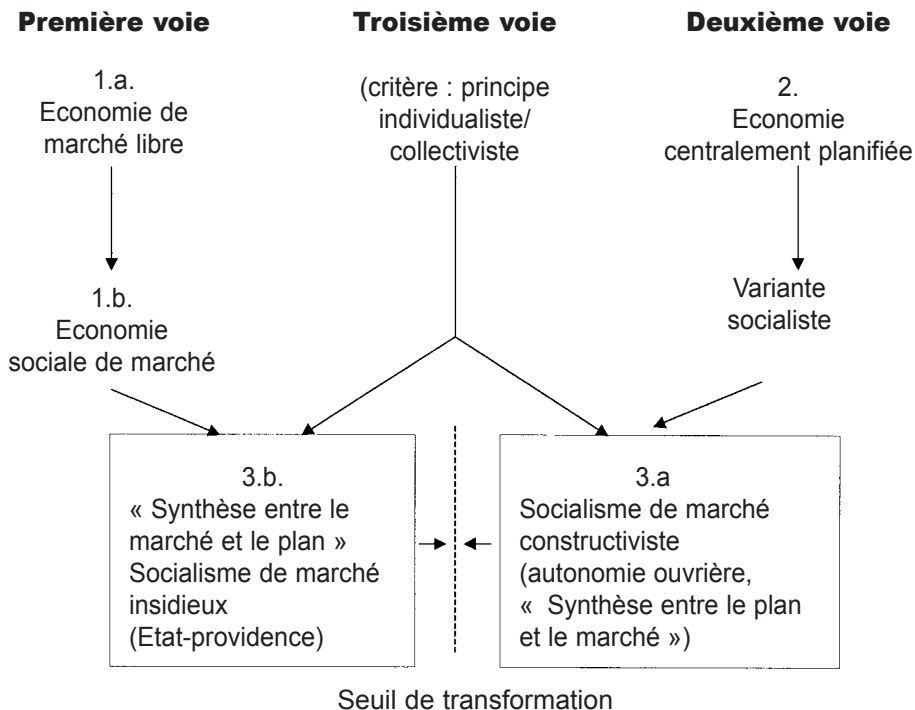 Première voie
1.a.
Economie de
marché libre
1.b.
Economie
sociale de marché
Troisième voie
(critère : principe
individualiste/
collectiviste
Deuxième voie
2.
Economie
centralement planifiée
Variante
socialiste
3.b.
« Synthèse entre le
marché et le plan »
Socialisme de marché
insidieux
(Etat-providence)
3.a
Socialisme de marché
constructiviste
(autonomie ouvrière,
« Synthèse entre le plan
et le marché »)
Seuil de transformation